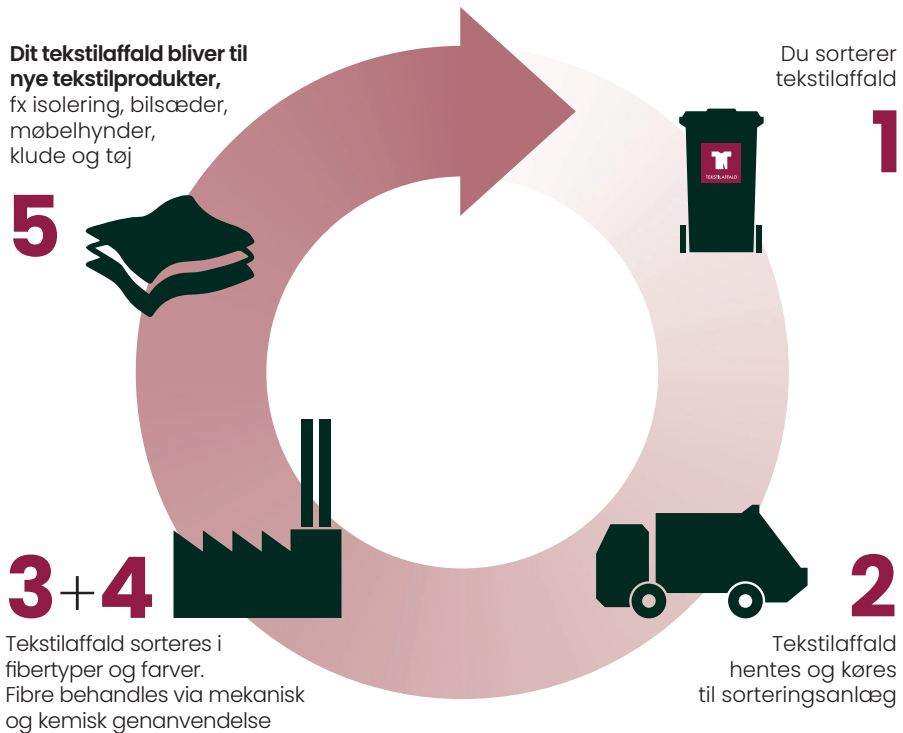 Du sorterer
tekstilaffald
1
TEKSTILAFFALD
2
Tekstilaffald
hentes og køres
til sorteringsanlæg
3+4
Tekstilaffald sorteres i
fibertyper og farver.
Fibre behandles via mekanisk
og kemisk genanvendelse
Dit tekstilaffald bliver til
nye tekstilprodukter,
fx isolering, bilsæder,
møbelhynder,
klude og tøj
5